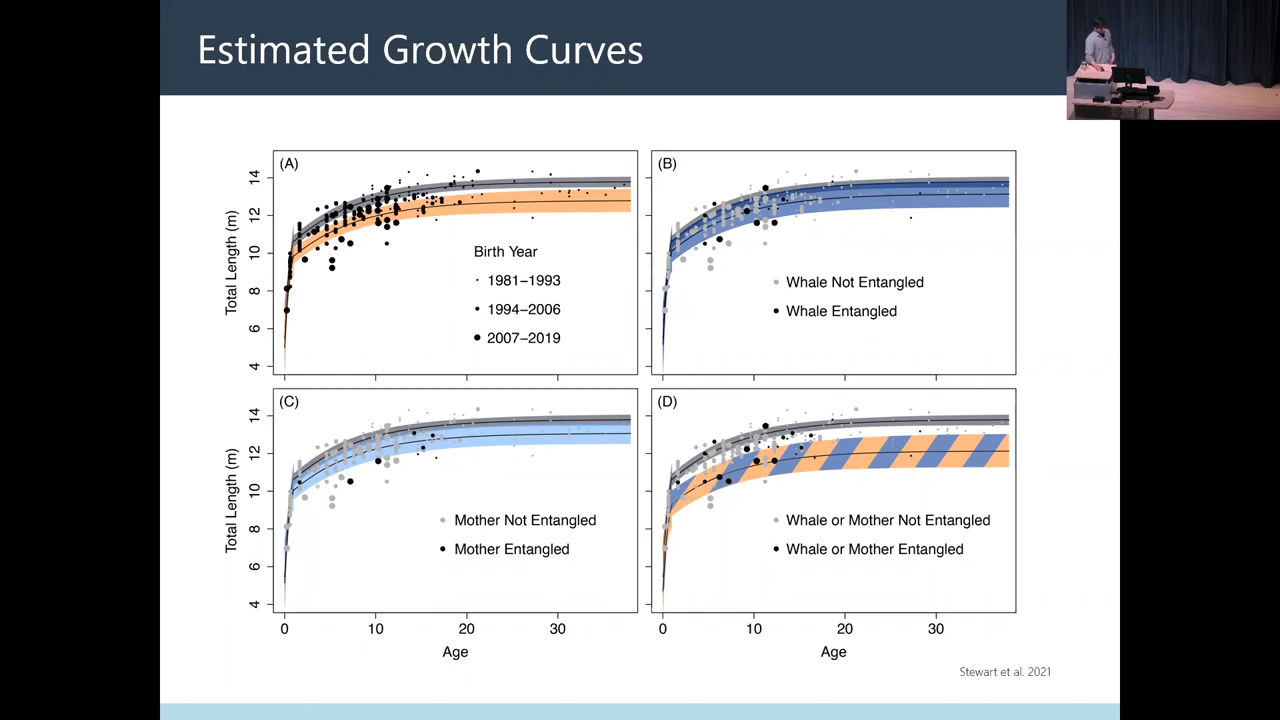 Estimated Growth Curves
(A)
14
12
10
8
6
4
Total Length (m)
Birth Year
1981–1993
1994–2006
2007–2019
(B)
Whale Not Entangled
Whale Entangled
(C)
14
12
10
8
6
4
Total Length (m)
Mother Not Entangled
Mother Entangled
0 10 20 30
Age
(D)
Whale or Mother Not Entangled
Whale or Mother Entangled
0 10 20 30
Age
Stewart et al. 2021